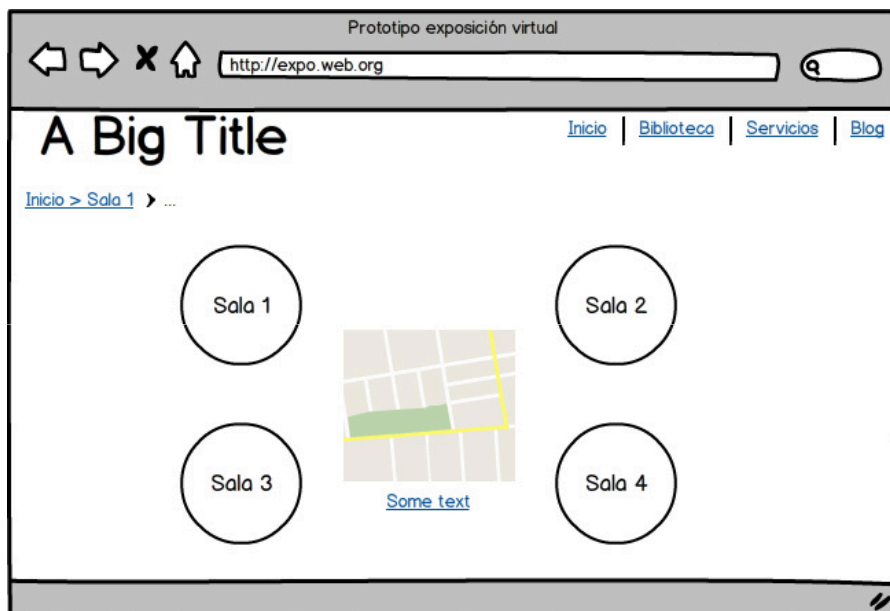 Prototipo exposición virtual
http://expo.web.org
A Big Title
Inicio | Biblioteca | Servicios | Blog
Inicio > Sala 1 > ...
Sala 1
Sala 2
Sala 3
Sala 4
Some text